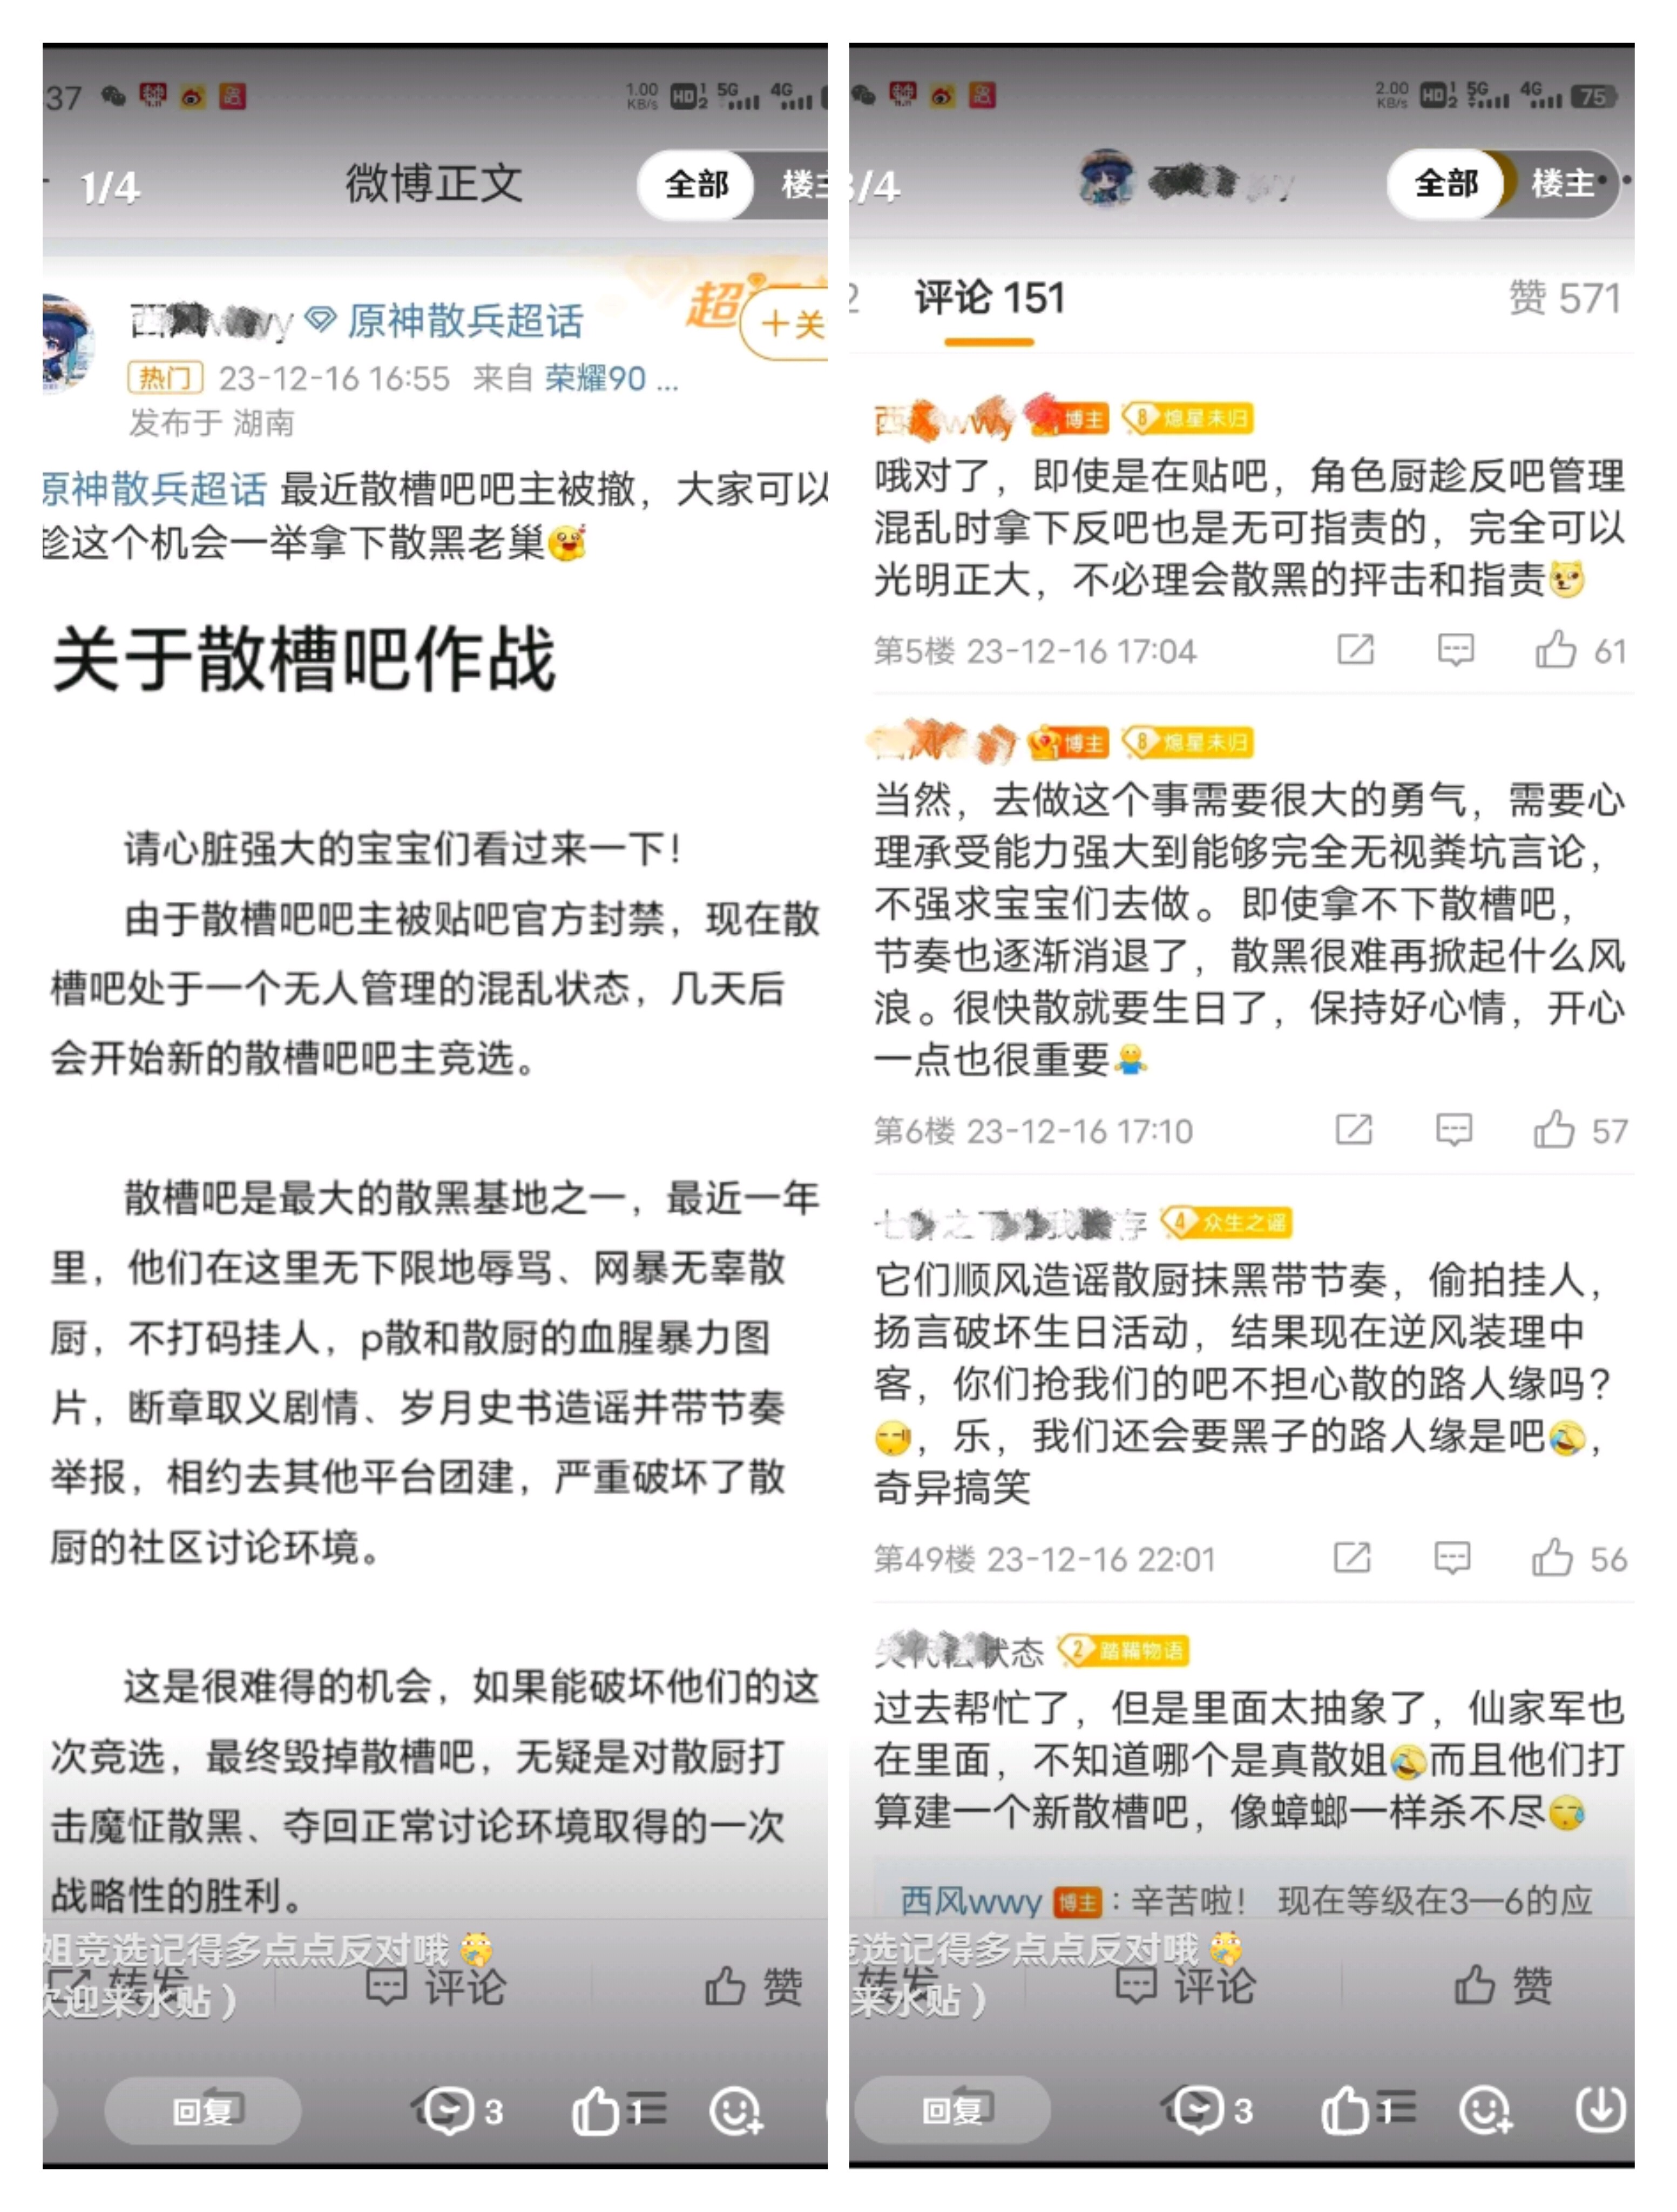 :37
1.00
KB/s
HD 1
2
5G
4G
1/4
微博正文
全部
楼主
原神散兵超话
超
+关
热门 23-12-16 16:55 来自 荣耀90 ...
发布于 湖南
原神散兵超话 最近散槽吧吧主被撤，大家可以
趁这个机会一举拿下散黑老巢
关于散槽吧作战
请心脏强大的宝宝们看过来一下！
由于散槽吧吧主被贴吧官方封禁，现在散
槽吧处于一个无人管理的混乱状态，几天后
会开始新的散槽吧吧主竞选。
散槽吧是最大的散黑基地之一，最近一年
里，他们在这里无下限地辱骂、网暴无辜散
厨，不打码挂人，p散和散厨的血腥暴力图
片，断章取义剧情、岁月史书造谣并带节奏
举报，相约去其他平台团建，严重破坏了散
厨的社区讨论环境。
这是很难得的机会，如果能破坏他们的这
次竞选，最终毁掉散槽吧，无疑是对散厨打
击魔怔散黑、夺回正常讨论环境取得的一次
战略性的胜利。
姐竞选记得多点点反对哦
欢迎来水贴）
转发
评论
赞
回复
3
1
2.00
KB/s
HD 1
2
5G
4G
75
3/4
全部
楼主
2
评论 151
赞 571
博主 8 熄星未归
哦对了，即使是在贴吧，角色厨趁反吧管理
混乱时拿下反吧也是无可指责的，完全可以
光明正大，不必理会散黑的抨击和指责
第5楼 23-12-16 17:04
61
博主 8 熄星未归
当然，去做这个事需要很大的勇气，需要心
理承受能力强大到能够完全无视粪坑言论，
不强求宝宝们去做。即使拿不下散槽吧，
节奏也逐渐消退了，散黑很难再掀起什么风
浪。很快散就要生日了，保持好心情，开心
一点也很重要
第6楼 23-12-16 17:10
57
4 众生之谣
它们顺风造谣散厨抹黑带节奏，偷拍挂人，
扬言破坏生日活动，结果现在逆风装理中
客，你们抢我们的吧不担心散的路人缘吗？
，乐，我们还会要黑子的路人缘是吧，
奇异搞笑
第49楼 23-12-16 22:01
56
状态 2 踏鞴物语
过去帮忙了，但是里面太抽象了，仙家军也
在里面，不知道哪个是真散姐而且他们打
算建一个新散槽吧，像蟑螂一样杀不尽
西风wwy 博主：辛苦啦！ 现在等级在3—6的应
竞选记得多点点反对哦
来水贴）
转发
评论
赞
回复
3
1